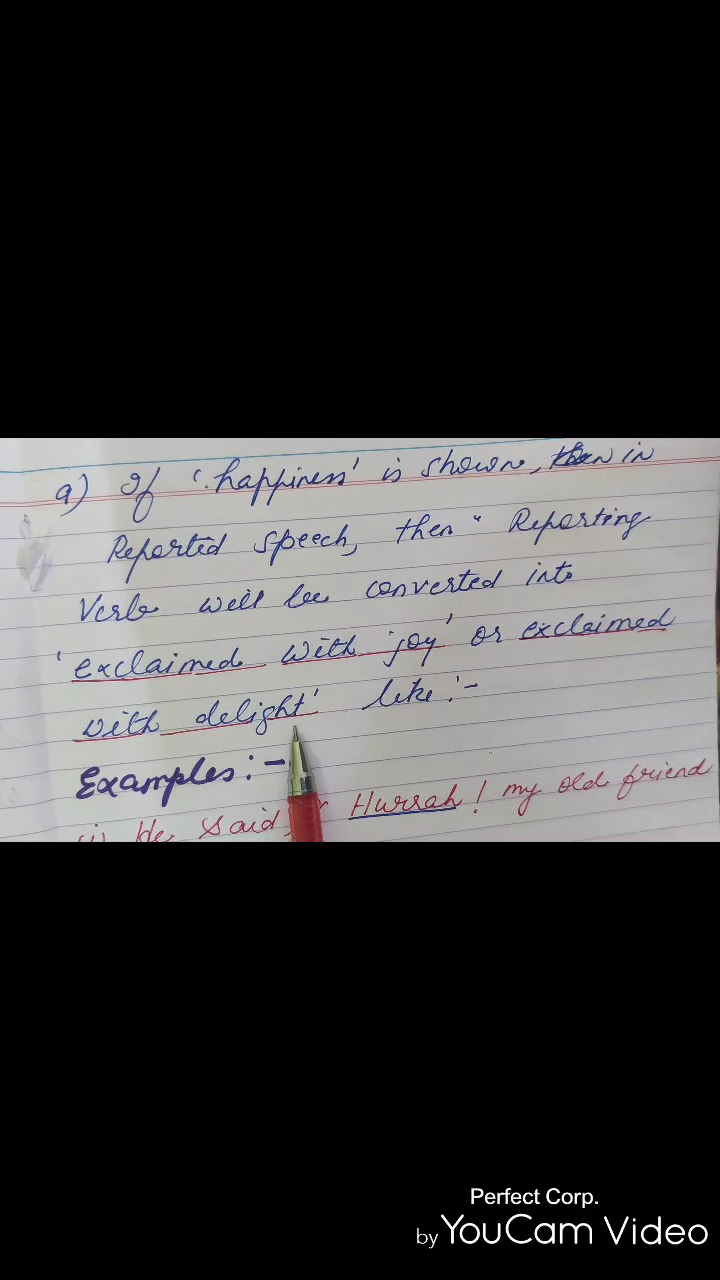 a) If 'happiness' is shown, in
Reported speech, then " Reporting
Verb will be converted into
'exclaimed with 'joy' or exclaimed
with delight' like :-
Examples :-
He said, " Hurrah ! my old friend
Perfect Corp.
by YouCam Video